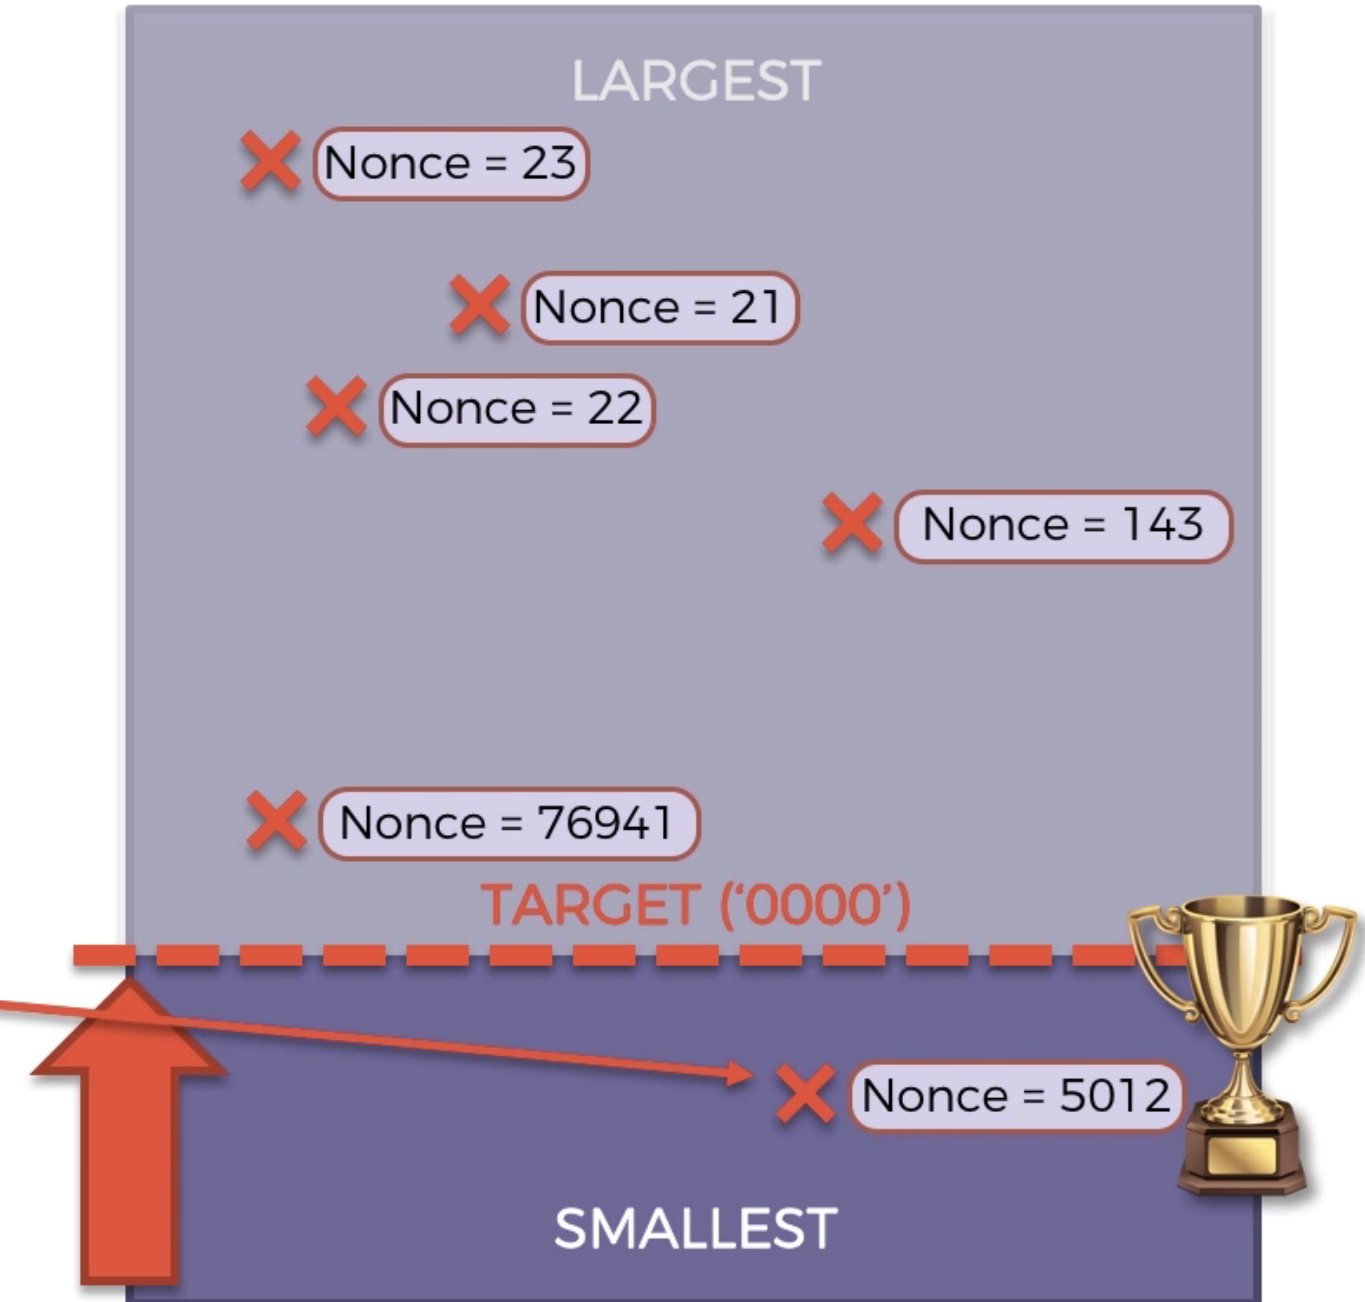 LARGEST
Nonce = 23
Nonce = 21
Nonce = 22
Nonce = 143
Nonce = 76941
TARGET (‘0000’)
Nonce = 5012
SMALLEST